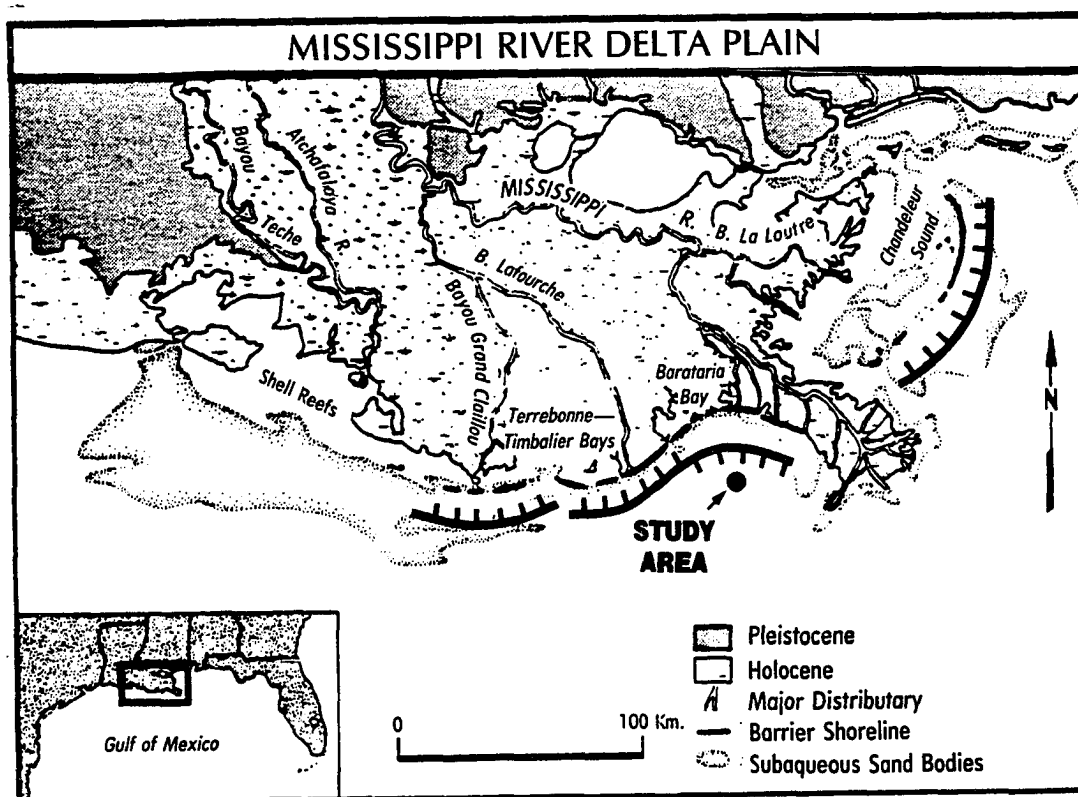 MISSISSIPPI RIVER DELTA PLAIN
Bayou
Teche
Atchafalaya R.
MISSISSIPPI R.
B. La Loutre
Chandeleur
Sound
B. Lafourche
Bayou Grand Claillou
Shell Reefs
Terrebonne—
Timbalier Bays
Barataria
Bay
N
STUDY
AREA
Pleistocene
Holocene
Major Distributary
Barrier Shoreline
Subaqueous Sand Bodies
0 100 Km.
Gulf of Mexico